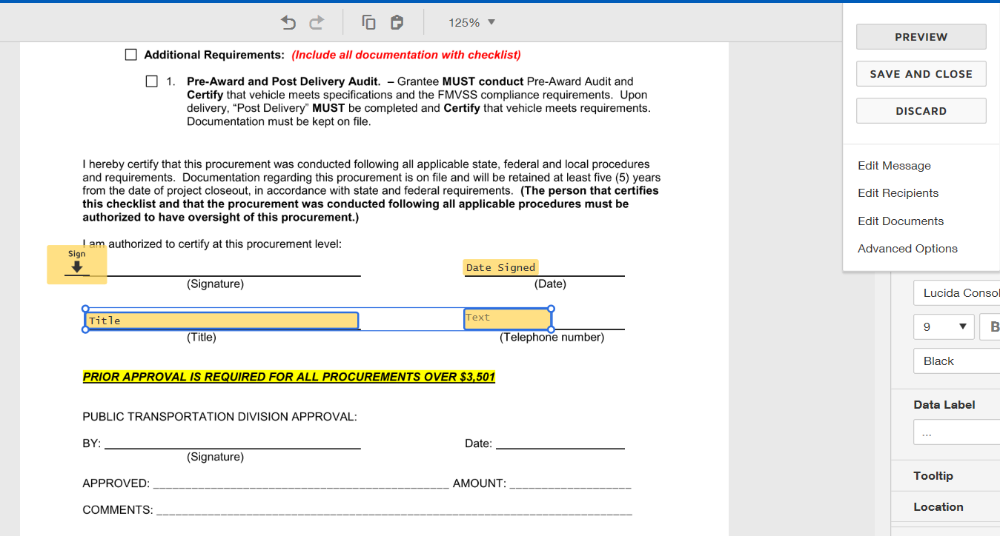 125%
PREVIEW
SAVE AND CLOSE
DISCARD
Edit Message
Edit Recipients
Edit Documents
Advanced Options
Additional Requirements: (Include all documentation with checklist)
1. Pre-Award and Post Delivery Audit. – Grantee MUST conduct Pre-Award Audit and
Certify that vehicle meets specifications and the FMVSS compliance requirements. Upon
delivery, “Post Delivery” MUST be completed and Certify that vehicle meets requirements.
Documentation must be kept on file.
I hereby certify that this procurement was conducted following all applicable state, federal and local procedures
and requirements. Documentation regarding this procurement is on file and will be retained at least five (5) years
from the date of project closeout, in accordance with state and federal requirements. (The person that certifies
this checklist and that the procurement was conducted following all applicable procedures must be
authorized to have oversight of this procurement.)
I am authorized to certify at this procurement level:
Sign
Date Signed
(Signature) (Date)
Title Text
(Title) (Telephone number)
PRIOR APPROVAL IS REQUIRED FOR ALL PROCUREMENTS OVER $3,501
PUBLIC TRANSPORTATION DIVISION APPROVAL:
BY: Date:
(Signature)
APPROVED: AMOUNT:
COMMENTS:
Lucida Consol
9 B
Black
Data Label
...
Tooltip
Location